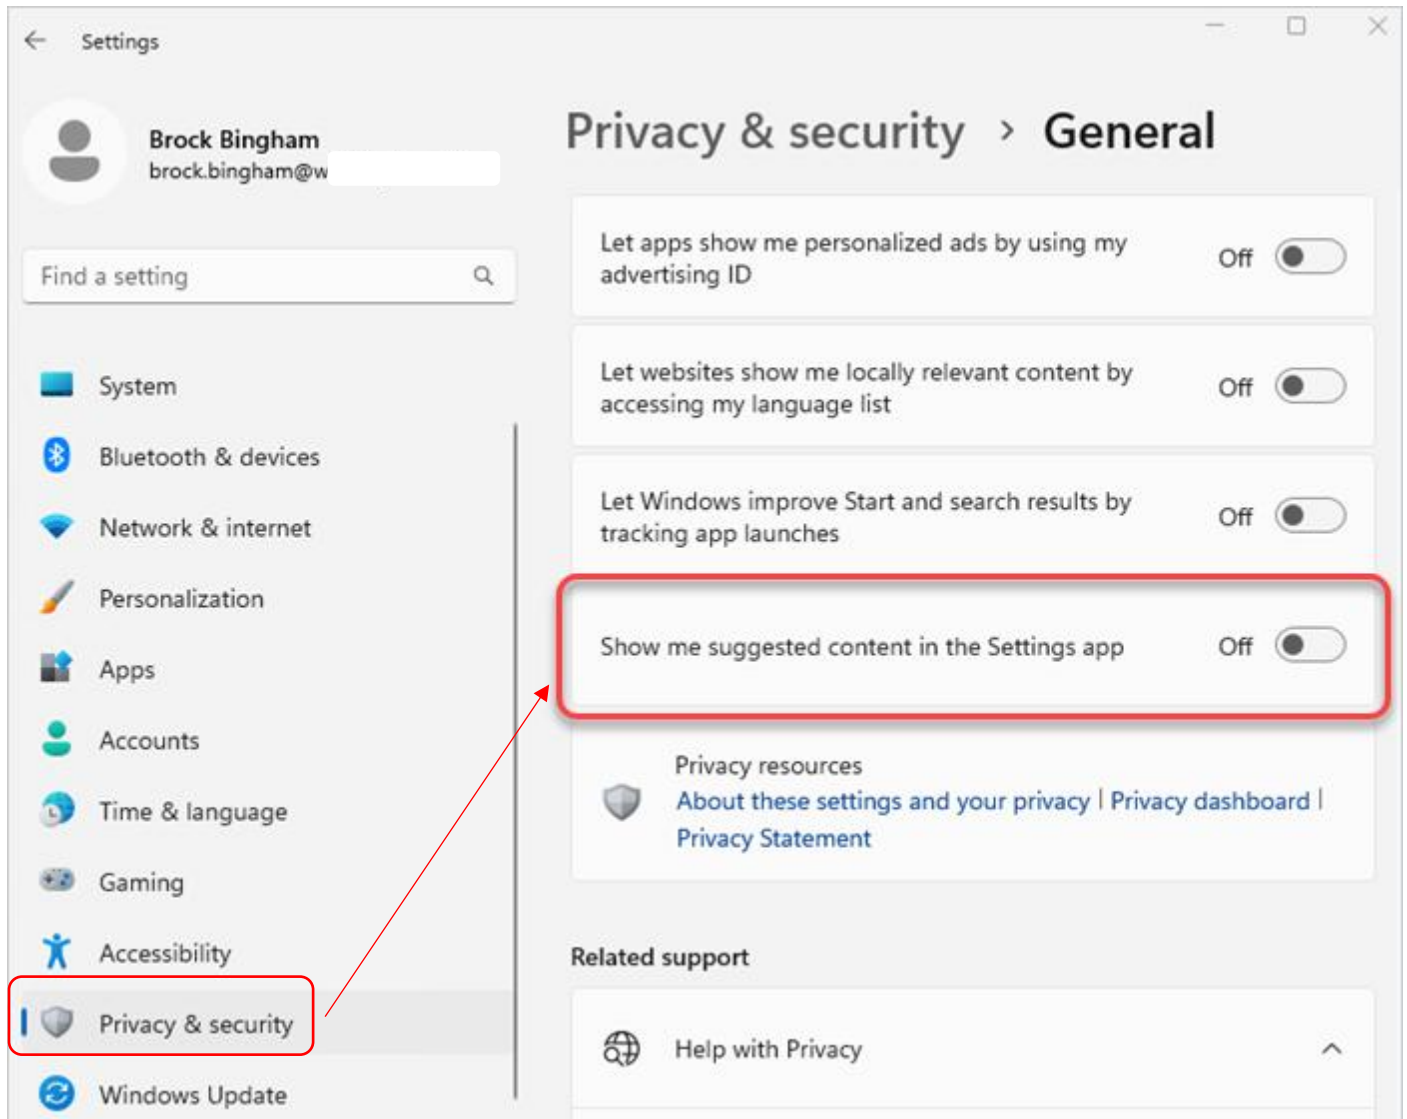 Settings
Brock Bingham
brock.bingham@w
Find a setting
System
Bluetooth & devices
Network & internet
Personalization
Apps
Accounts
Time & language
Gaming
Accessibility
Privacy & security
Windows Update
Privacy & security > General
Let apps show me personalized ads by using my
advertising ID
Off
Let websites show me locally relevant content by
accessing my language list
Off
Let Windows improve Start and search results by
tracking app launches
Off
Show me suggested content in the Settings app
Off
Privacy resources
About these settings and your privacy | Privacy dashboard |
Privacy Statement
Related support
Help with Privacy